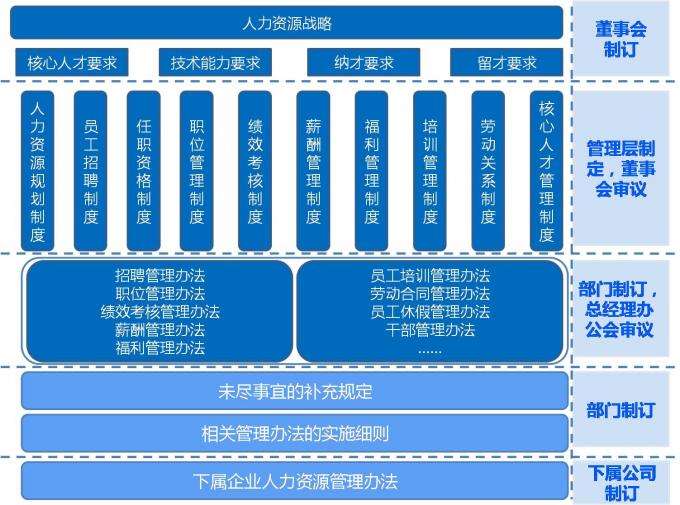 人力资源战略
董事会
制订
核心人才要求
技术能力要求
纳才要求
留才要求
人力资源规划制度
员工招聘制度
任职资格制度
职位管理制度
绩效考核制度
薪酬管理制度
福利管理制度
培训管理制度
劳动关系制度
核心人才管理制度
管理层制
定，董事
会审议
招聘管理办法
职位管理办法
绩效考核管理办法
薪酬管理办法
福利管理办法
员工培训管理办法
劳动合同管理办法
员工休假管理办法
干部管理办法
......
部门制订，
总经理办
公会审议
未尽事宜的补充规定
相关管理办法的实施细则
部门制订
下属企业人力资源管理办法
下属公司
制订